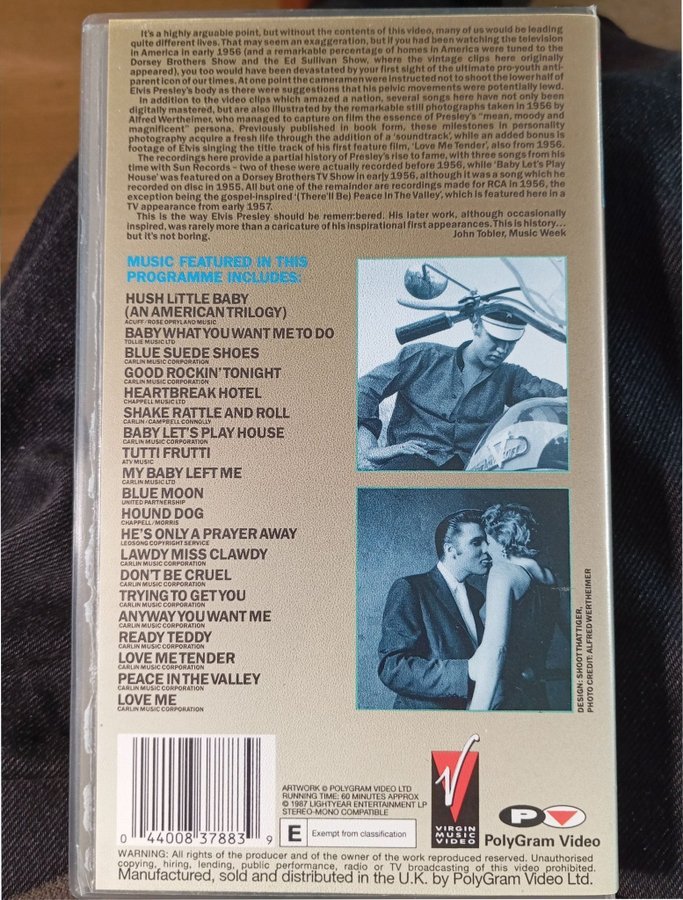 It's a highly arguable point, but without the contents of this video, many of us would be leading
quite different lives. That may seem an exaggeration, but if you had been watching the television
in America in early 1956 (and a remarkable percentage of homes in America were tuned to the
Dorsey Brothers Show and the Ed Sullivan Show, where the vintage clips here originally
appeared), you too would have been devastated by your first sight of the ultimate pro-youth anti-
parent icon of our times. At one point the cameramen were instructed not to shoot the lower half of
Elvis Presley's body as there were suggestions that his pelvic movements were potentially lewd.
In addition to the video clips which amazed a nation, several songs here have not only been
digitally mastered, but are also illustrated by the remarkable still photographs taken in 1956 by
Alfred Wertheimer, who managed to capture on film the essence of Presley's "mean, moody and
magnificent" persona. Previously published in book form, these milestones in personality
photography acquire a fresh life through the addition of a 'soundtrack', while an added bonus is
footage of Elvis singing the title track of his first feature film, 'Love Me Tender', also from 1956.
The recordings here provide a partial history of Presley's rise to fame, with three songs from his
time with Sun Records – two of these were actually recorded before 1956, while 'Baby Let's Play
House' was featured on a Dorsey Brothers TV Show in early 1956, although it was a song which he
recorded on disc in 1955. All but one of the remainder are recordings made for RCA in 1956, the
exception being the gospel-inspired '(There'll Be) Peace In The Valley', which is featured here in a
TV appearance from early 1957.
This is the way Elvis Presley should be remembered. His later work, although occasionally
inspired, was rarely more than a caricature of his inspirational first appearances. This is history...
but it's not boring.
John Tobler, Music Week
MUSIC FEATURED IN THIS
PROGRAMME INCLUDES:
HUSH LiTTLE BABY
(AN AMERICAN TRILOGY)
ACUFF/ROSE OPRYLAND MUSIC
BABY WHAT YOU WANT ME TO DO
TOLLIE MUSIC LTD
BLUE SUEDE SHOES
CARLIN MUSIC CORPORATION
GOOD ROCKIN' TONIGHT
CARLIN MUSIC CORPORATION
HEARTBREAK HOTEL
CHAPPELL MUSIC LTD
SHAKE RATTLE AND ROLL
CARLIN/CAMPBELL CONNOLLY
BABY LET'S PLAY HOUSE
CARLIN MUSIC CORPORATION
TUTTI FRUTTI
ATV MUSIC
MY BABY LEFT ME
CARLIN MUSIC LTD
BLUE MOON
UNITED PARTNERSHIP
HOUND DOG
CHAPPELL/MORRIS
HE'S ONLY A PRAYER AWAY
LEOSONG COPYRIGHT SERVICE
LAWDY MISS CLAWDY
CARLIN MUSIC CORPORATION
DON'T BE CRUEL
CARLIN MUSIC CORPORATION
TRYING TO GET YOU
CARLIN MUSIC CORPORATION
ANYWAY YOU WANT ME
CARLIN MUSIC CORPORATION
READY TEDDY
CARLIN MUSIC CORPORATION
LOVE ME TENDER
CARLIN MUSIC CORPORATION
PEACE IN THE VALLEY
CARLIN MUSIC CORPORATION
LOVE ME
CARLIN MUSIC CORPORATION
DESIGN: SHOOT THAT TIGER,
PHOTO CREDIT: ALFRED WERTHEIMER
0 44008 37883 9
ARTWORK © POLYGRAM VIDEO LTD
RUNNING TIME: 60 MINUTES APPROX
© 1987 LIGHTYEAR ENTERTAINMENT LP
STEREO-MONO COMPATIBLE
E Exempt from classification
V
VIRGIN
MUSIC
VIDEO
PV
PolyGram Video
WARNING: All rights of the producer and of the owner of the work reproduced reserved. Unauthorised
copying, hiring, lending, public performance, radio or TV broadcasting of this video prohibited.
Manufactured, sold and distributed in the U.K. by PolyGram Video Ltd.